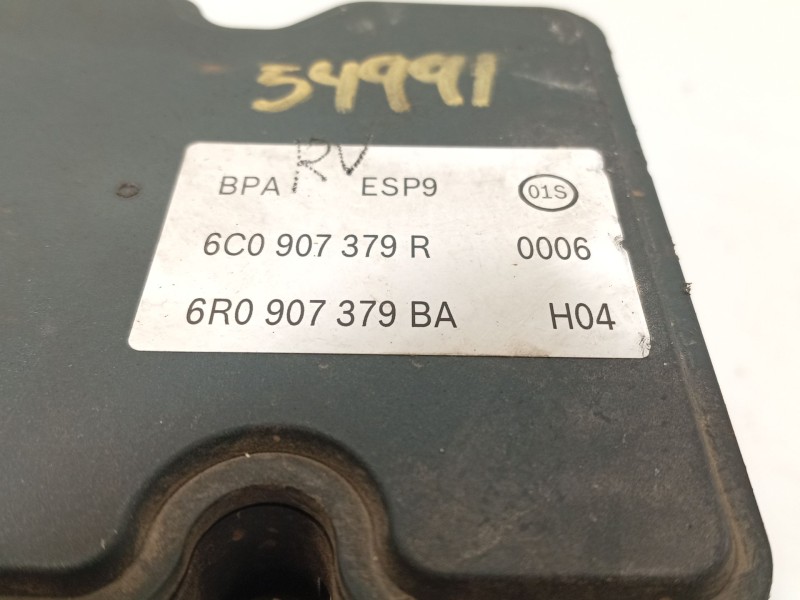 54991
RV
BPA ESP9 01S
6C0 907 379 R 0006
6R0 907 379 BA H04